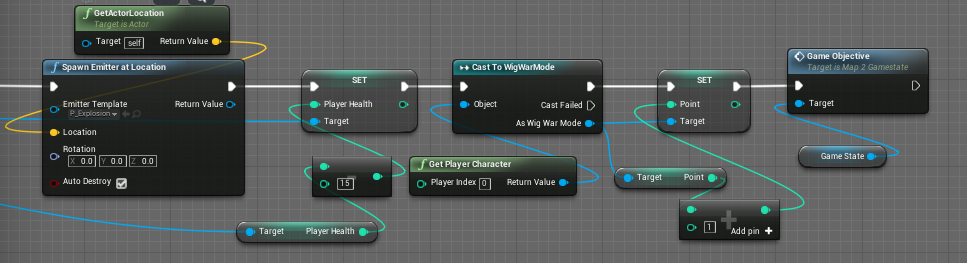 GetActorLocation
Target is Actor
Target self Return Value
Spawn Emitter at Location
Emitter Template Return Value
P_Explosion
Location
Rotation
X 0.0 Y 0.0 Z 0.0
Auto Destroy
SET
Player Health
Target
15
Target Player Health
Cast To WigWarMode
Object Cast Failed
As Wig War Mode
Get Player Character
Player Index 0 Return Value
SET
Point
Target
Target Point
1 Add pin +
Game Objective
Target is Map 2 Gamestate
Target
Game State